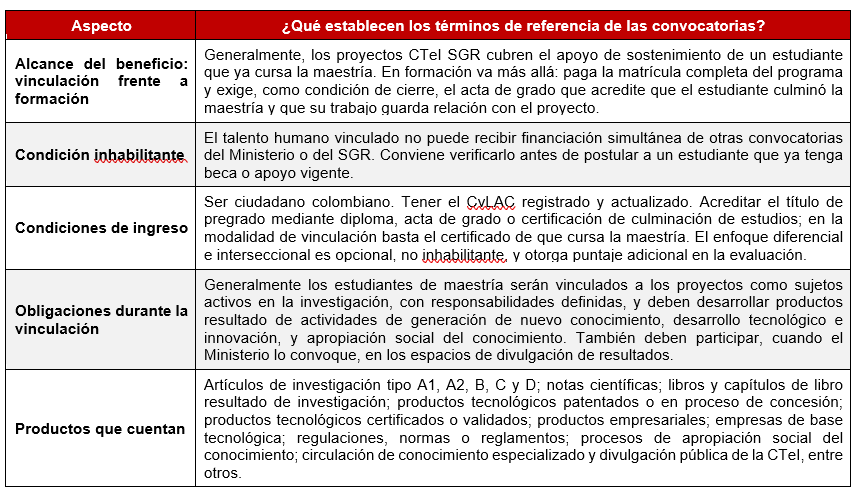 Aspecto
¿Qué establecen los términos de referencia de las convocatorias?
Alcance del beneficio:
vinculación frente a
formación
Generalmente, los proyectos CTeI SGR cubren el apoyo de sostenimiento de un estudiante
que ya cursa la maestría. En formación va más allá: paga la matrícula completa del programa
y exige, como condición de cierre, el acta de grado que acredite que el estudiante culminó la
maestría y que su trabajo guarda relación con el proyecto.
Condición inhabilitante
El talento humano vinculado no puede recibir financiación simultánea de otras convocatorias
del Ministerio o del SGR. Conviene verificarlo antes de postular a un estudiante que ya tenga
beca o apoyo vigente.
Condiciones de ingreso
Ser ciudadano colombiano. Tener el CvLAC registrado y actualizado. Acreditar el título de
pregrado mediante diploma, acta de grado o certificación de culminación de estudios; en la
modalidad de vinculación basta el certificado de que cursa la maestría. El enfoque diferencial
e interseccional es opcional, no inhabilitante, y otorga puntaje adicional en la evaluación.
Obligaciones durante la
vinculación
Generalmente los estudiantes de maestría serán vinculados a los proyectos como sujetos
activos en la investigación, con responsabilidades definidas, y deben desarrollar productos
resultado de actividades de generación de nuevo conocimiento, desarrollo tecnológico e
innovación, y apropiación social del conocimiento. También deben participar, cuando el
Ministerio lo convoque, en los espacios de divulgación de resultados.
Productos que cuentan
Artículos de investigación tipo A1, A2, B, C y D; notas científicas; libros y capítulos de libro
resultado de investigación; productos tecnológicos patentados o en proceso de concesión;
productos tecnológicos certificados o validados; productos empresariales; empresas de base
tecnológica; regulaciones, normas o reglamentos; procesos de apropiación social del
conocimiento; circulación de conocimiento especializado y divulgación pública de la CTeI, entre
otros.